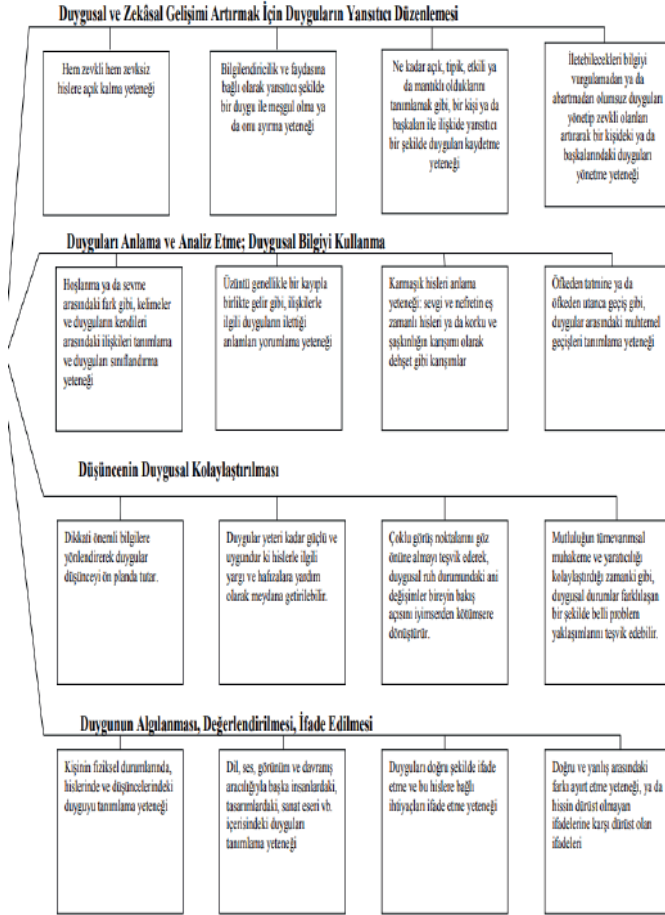 Duygusal ve Zekâsal Gelişimi Artırmak İçin Duyguların Yansıtıcı Düzenlemesi
Hem zevkli hem zevksiz
hislere açık kalma yeteneği
Bilgilendiricilik ve faydasına
bağlı olarak yansıtıcı şekilde
bir duygu ile meşgul olma ya
da onu ayırma yeteneği
Ne kadar açık, tipik, etkili ya
da mantıklı olduklarını
tanımlamak gibi, bir kişi ya da
başkaları ile ilişkide yansıtıcı
bir şekilde duyguları kaydetme
yeteneği
İletebilecekleri bilgiyi
vurgulamadan ya da
abartmadan olumsuz duyguları
yönetip zevkli olanları
artırarak bir kişideki ya da
başkalarındaki duyguları
yönetme yeteneği
Duyguları Anlama ve Analiz Etme; Duygusal Bilgiyi Kullanma
Hoşlanma ya da sevme
arasındaki fark gibi, kelimeler
ve duyguların kendileri
arasındaki ilişkileri tanımlama
ve duyguları sınıflandırma
yeteneği
Üzüntü genellikle bir kayıpla
birlikte gelir gibi, ilişkilerle
ilgili duyguların ilettiği
anlamları yorumlama yeteneği
Karmaşık hisleri anlama
yeteneği: sevgi ve nefretin eş
zamanlı hisleri ya da korku ve
şaşkınlığın karışımı olarak
dehşet gibi karışımlar
Öfkeden tatmine ya da
öfkeden utanca geçiş gibi,
duygular arasındaki muhtemel
geçişleri tanımlama yeteneği
Düşüncenin Duygusal Kolaylaştırılması
Dikkati önemli bilgilere
yönlendirerek duygular
düşünceyi ön planda tutar.
Duygular yeteri kadar güçlü ve
uygundur ki hislerle ilgili
yargı ve hafızalara yardım
olarak meydana getirilebilir.
Çoklu görüş noktalarını göz
önüne almayı teşvik ederek,
duygusal ruh durumundaki ani
değişimler bireyin bakış
açısını iyimserden kötümsere
dönüştürür.
Mutluluğun tümevarımsal
muhakeme ve yaratıcılığı
kolaylaştırdığı zamanki gibi,
duygusal durumlar farklılaşan
bir şekilde belli problem
yaklaşımlarını teşvik edebilir.
Duygunun Algılanması, Değerlendirilmesi, İfade Edilmesi
Kişinin fiziksel durumlarında,
hislerinde ve düşüncelerindeki
duyguyu tanımlama yeteneği
Dil, ses, görünüm ve davranış
aracılığıyla başka insanlardaki,
tasarımlardaki, sanat eseri vb.
içerisindeki duyguları
tanımlama yeteneği
Duyguları doğru şekilde ifade
etme ve bu hislere bağlı
ihtiyaçları ifade etme yeteneği
Doğru ve yanlış arasındaki
farkı ayırt etme yeteneği, ya da
hissin dürüst olmayan
ifadelerine karşı dürüst olan
ifadeleri